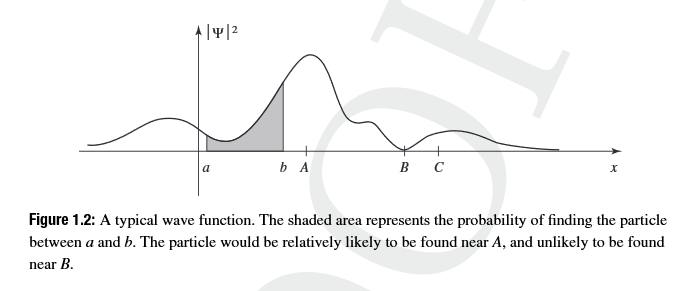 |Ψ|²
a b A B C x
Figure 1.2: A typical wave function. The shaded area represents the probability of finding the particle
between a and b. The particle would be relatively likely to be found near A, and unlikely to be found
near B.